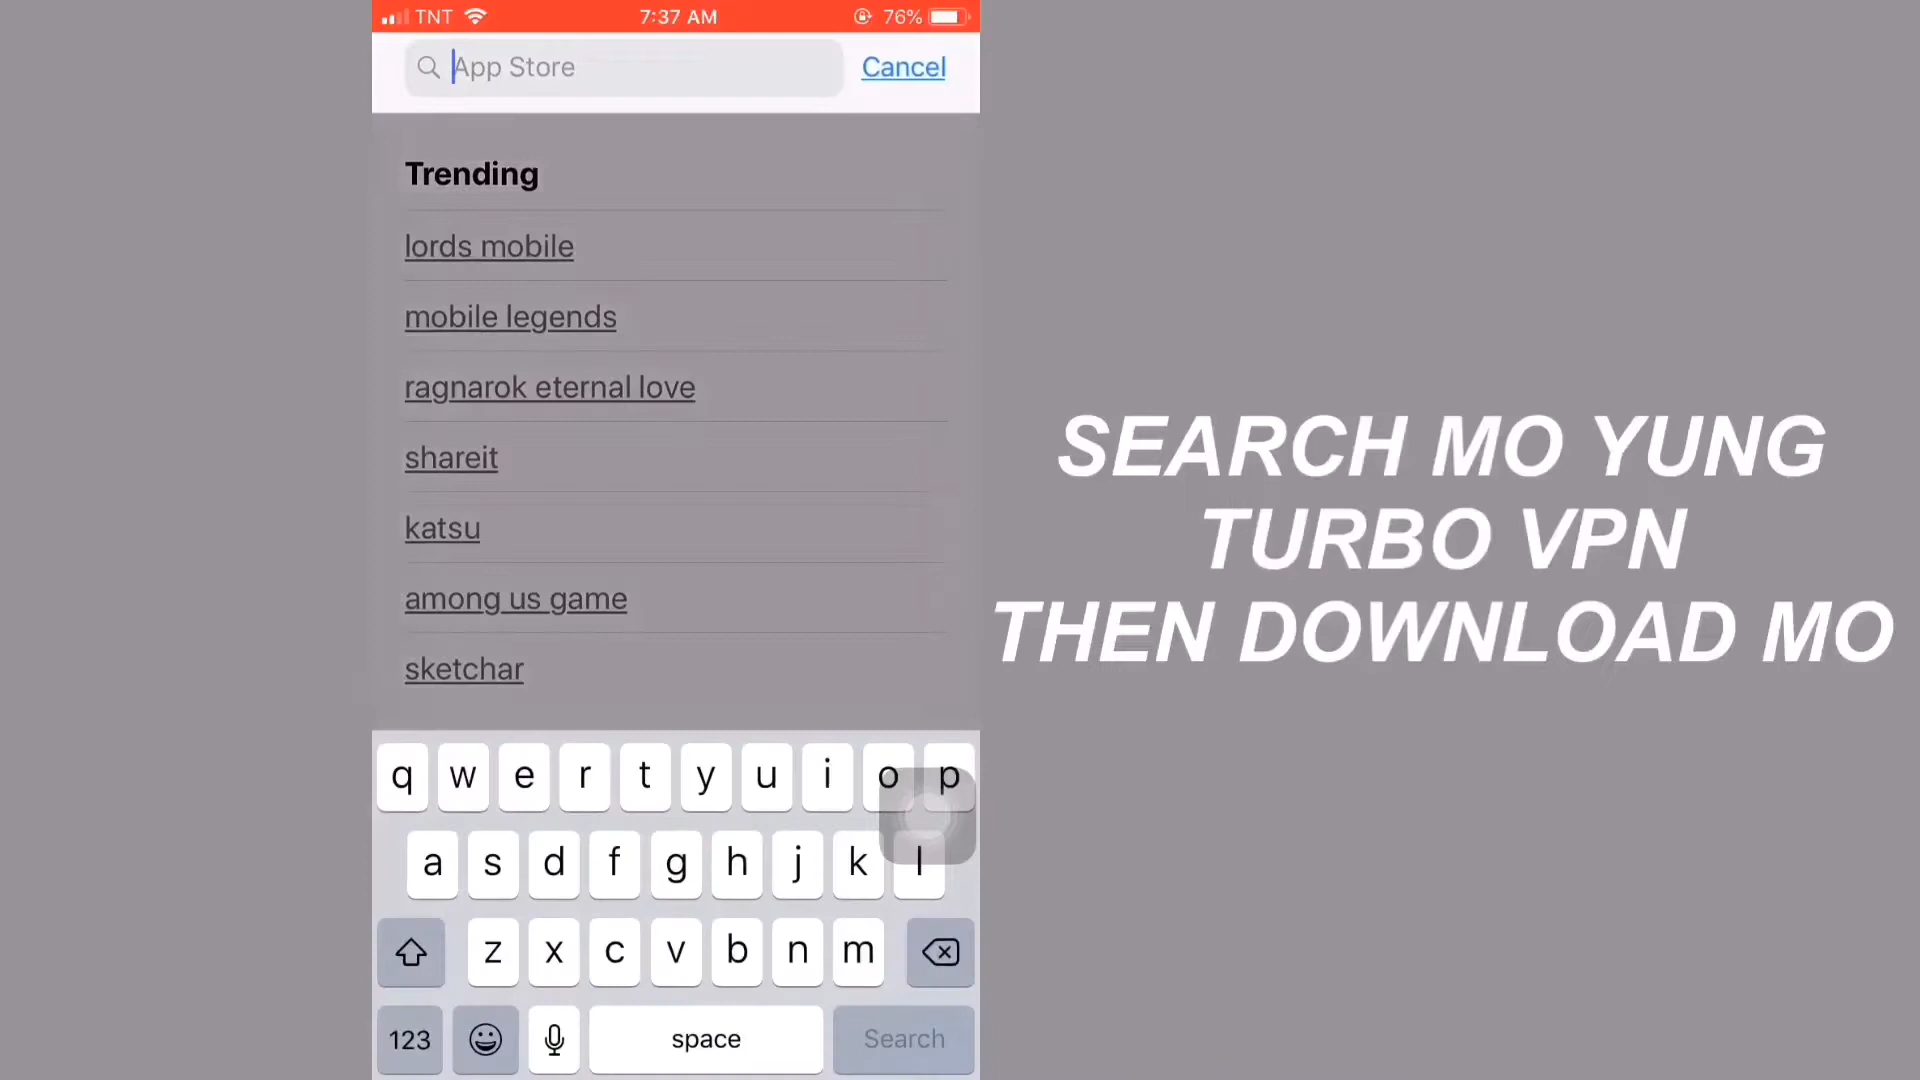 TNT 7:37 AM 76%
App Store Cancel
Trending
lords mobile
mobile legends
ragnarok eternal love
shareit
katsu
among us game
sketchar
SEARCH MO YUNG
TURBO VPN
THEN DOWNLOAD MO
q w e r t y u i o p
a s d f g h j k l
z x c v b n m
123 space Search